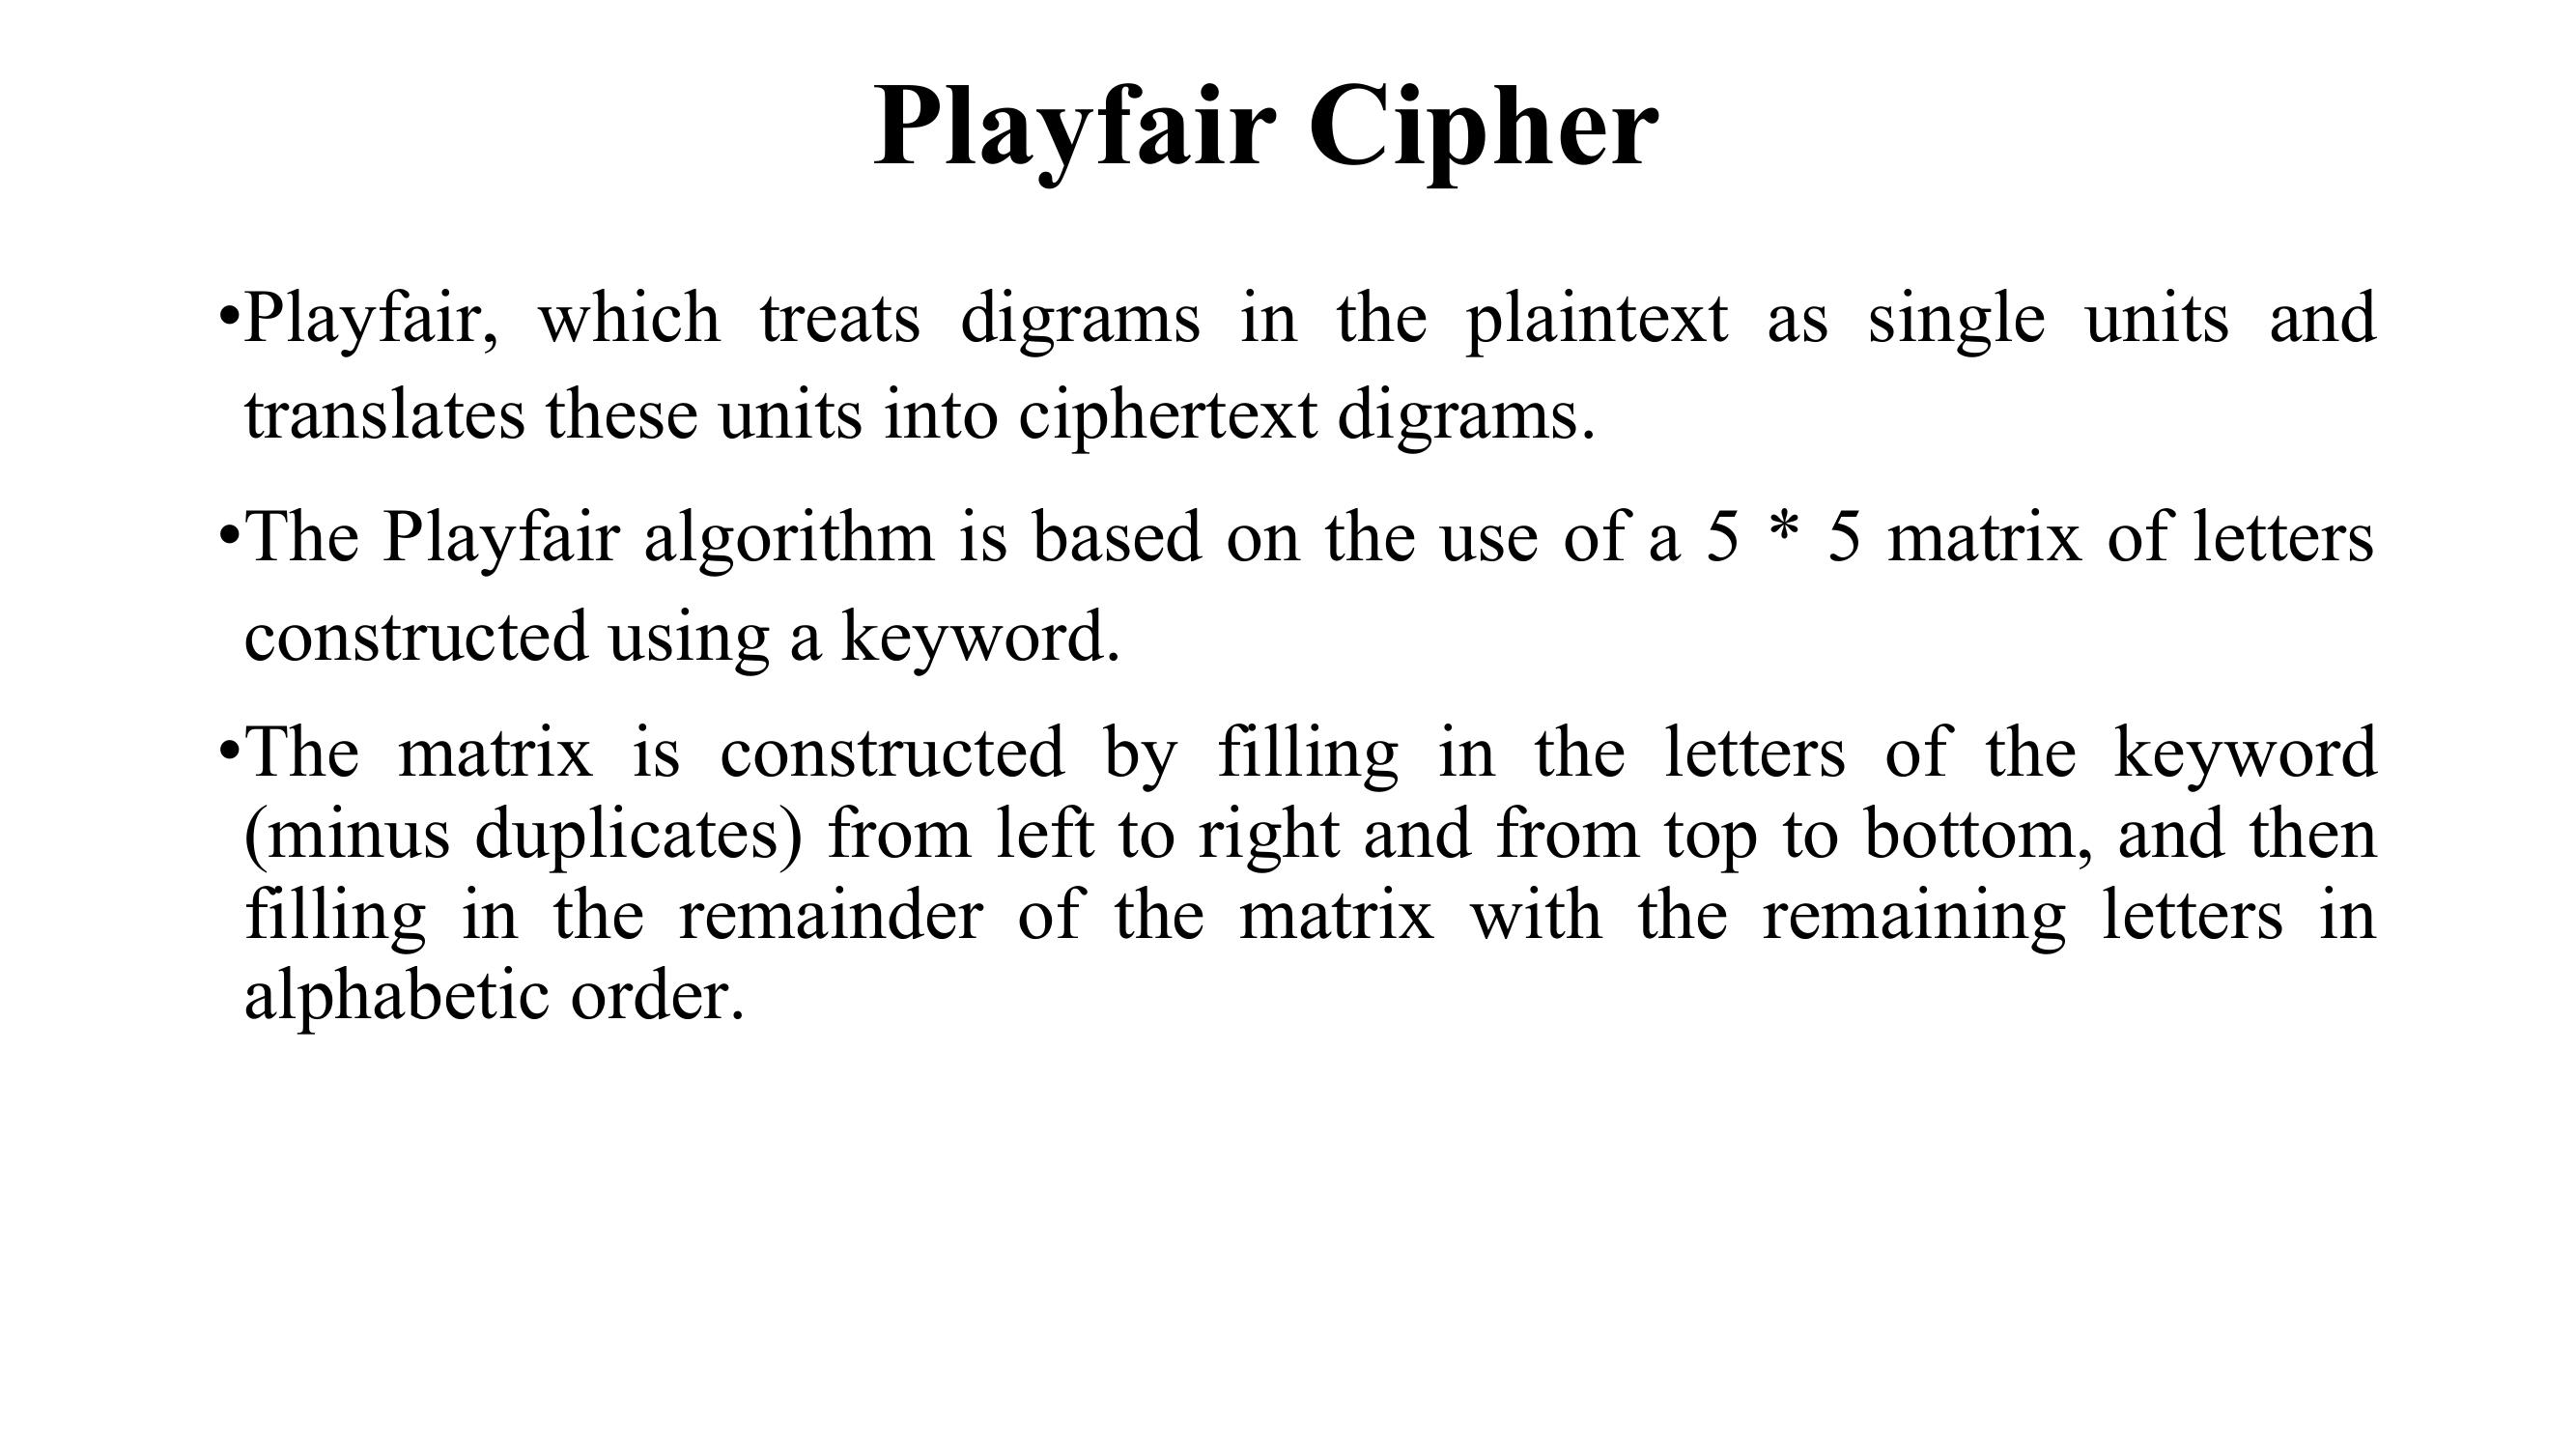 Playfair Cipher
•Playfair, which treats digrams in the plaintext as single units and
translates these units into ciphertext digrams.
•The Playfair algorithm is based on the use of a 5 * 5 matrix of letters
constructed using a keyword.
•The matrix is constructed by filling in the letters of the keyword
(minus duplicates) from left to right and from top to bottom, and then
filling in the remainder of the matrix with the remaining letters in
alphabetic order.